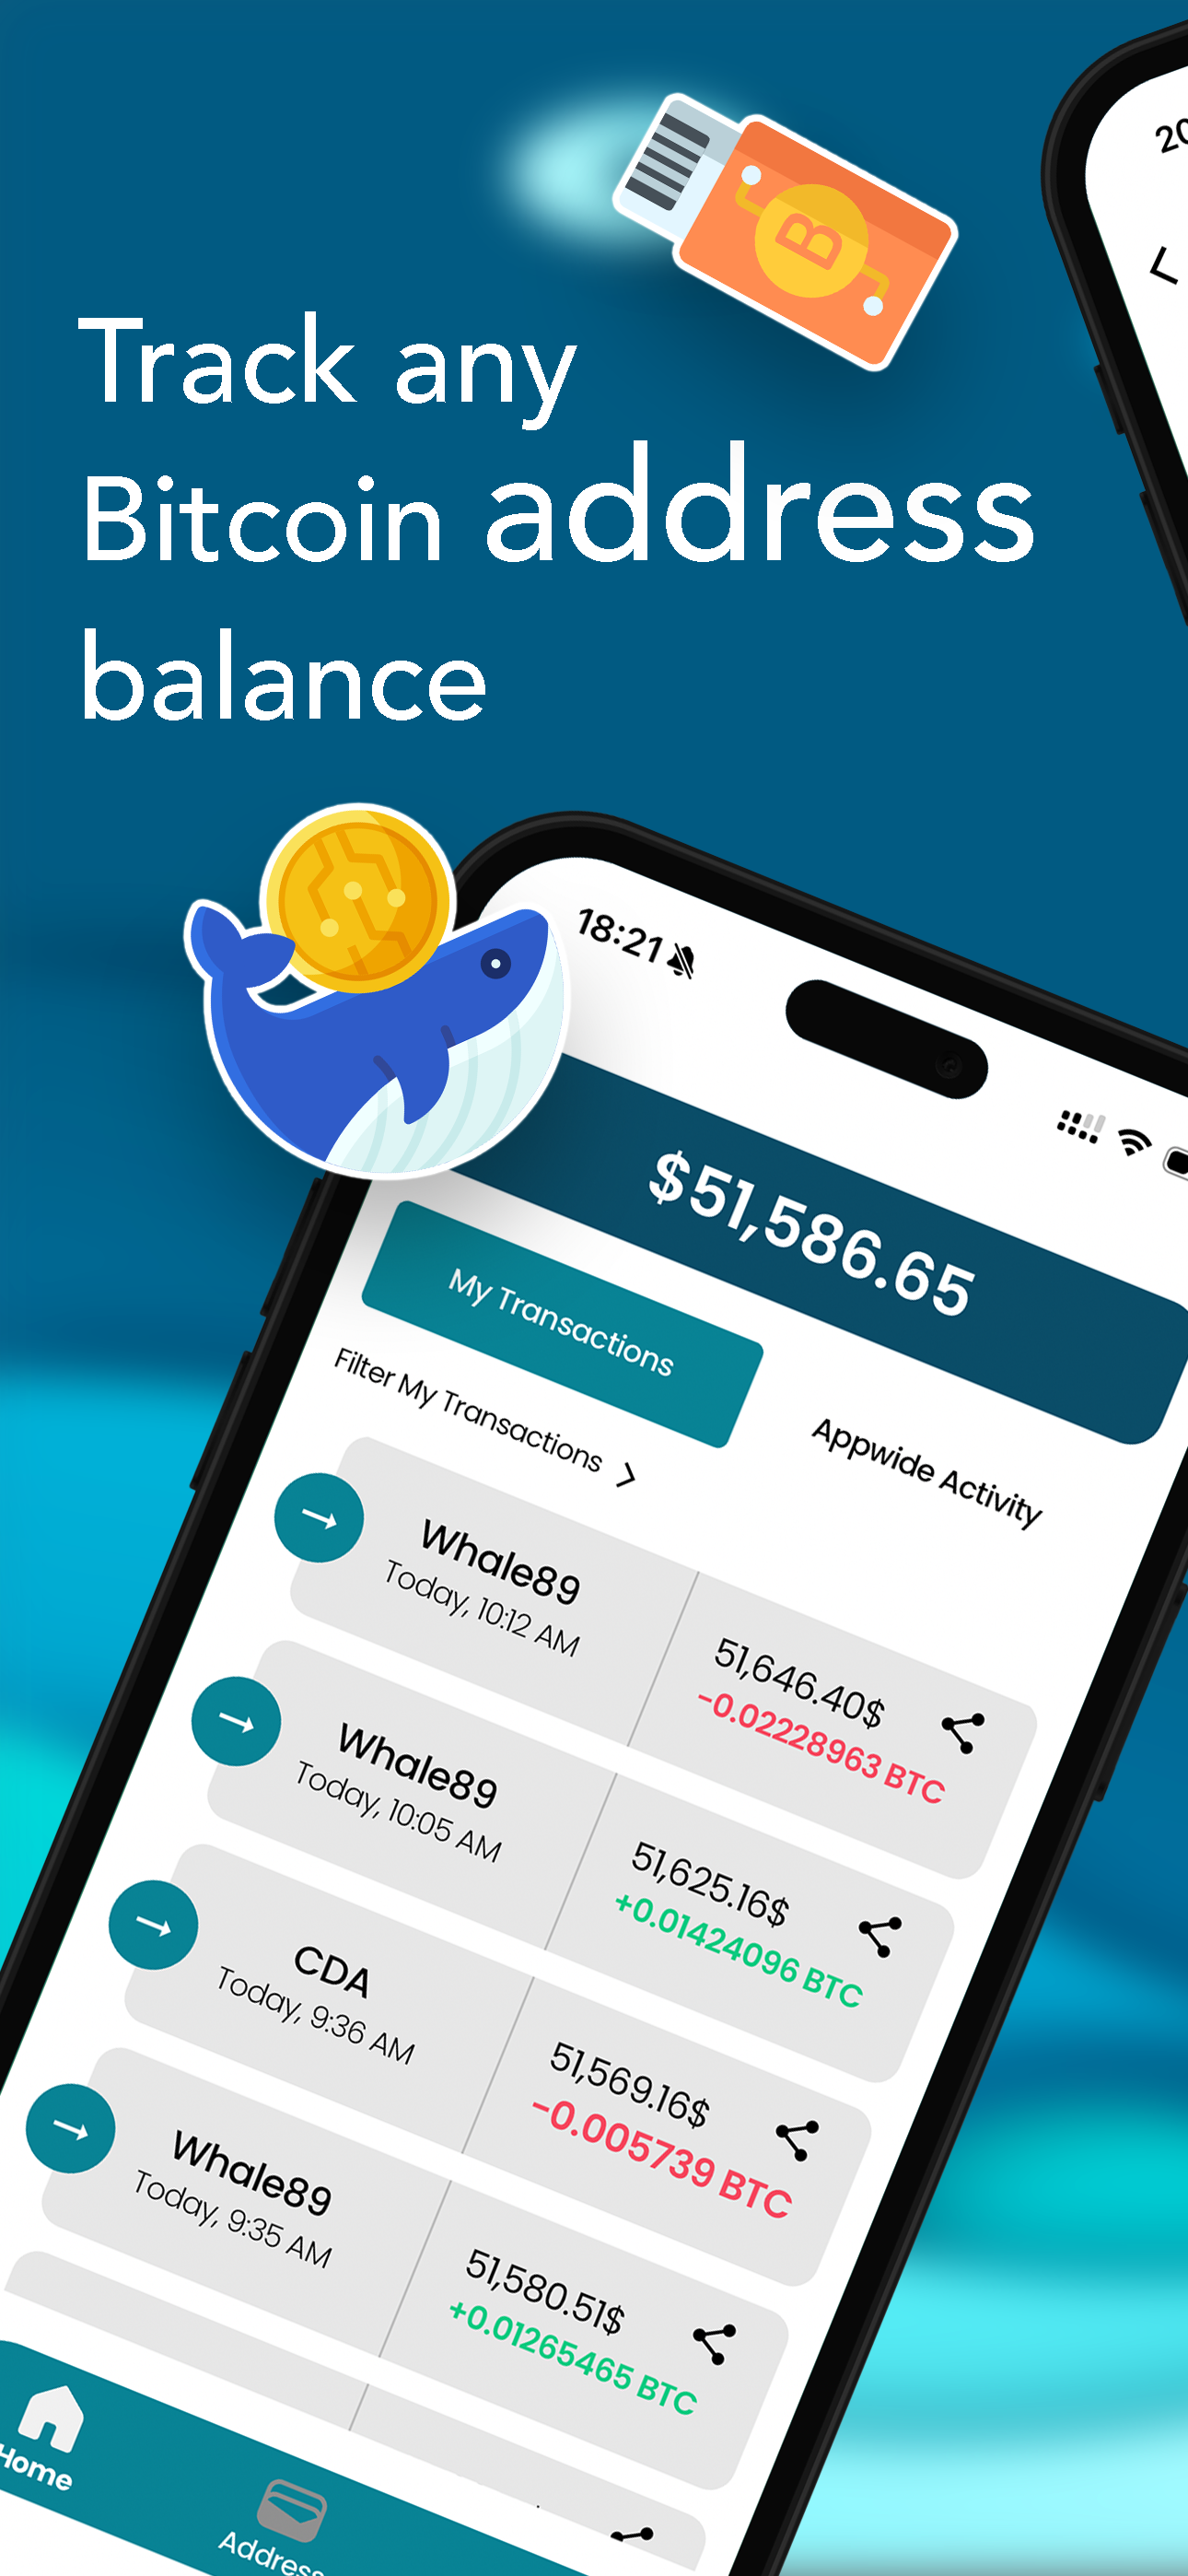 Track any
Bitcoin address
balance
18:21
$51,586.65
My Transactions
Appwide Activity
Filter My Transactions
Whale89
Today, 10:12 AM
51,646.40$
-0.02228963 BTC
Whale89
Today, 10:05 AM
51,625.16$
+0.01424096 BTC
CDA
Today, 9:36 AM
51,569.16$
-0.005739 BTC
Whale89
Today, 9:35 AM
51,580.51$
+0.01265465 BTC
Home
Address